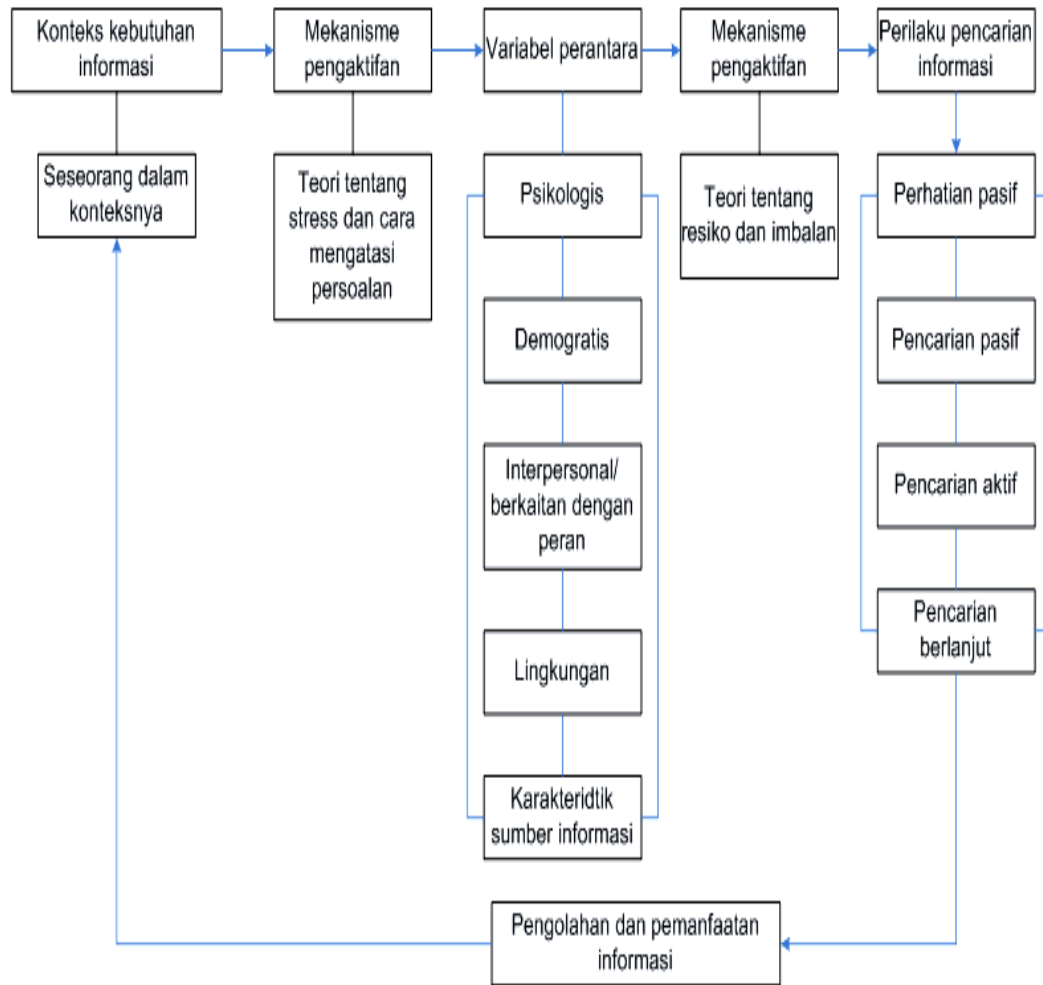 Konteks kebutuhan
informasi
Mekanisme
pengaktifan
Variabel perantara
Mekanisme
pengaktifan
Perilaku pencarian
informasi
Seseorang dalam
konteksnya
Teori tentang
stress dan cara
mengatasi
persoalan
Psikologis
Demogratis
Interpersonal/
berkaitan dengan
peran
Lingkungan
Karakteridtik
sumber informasi
Teori tentang
resiko dan imbalan
Perhatian pasif
Pencarian pasif
Pencarian aktif
Pencarian
berlanjut
Pengolahan dan pemanfaatan
informasi